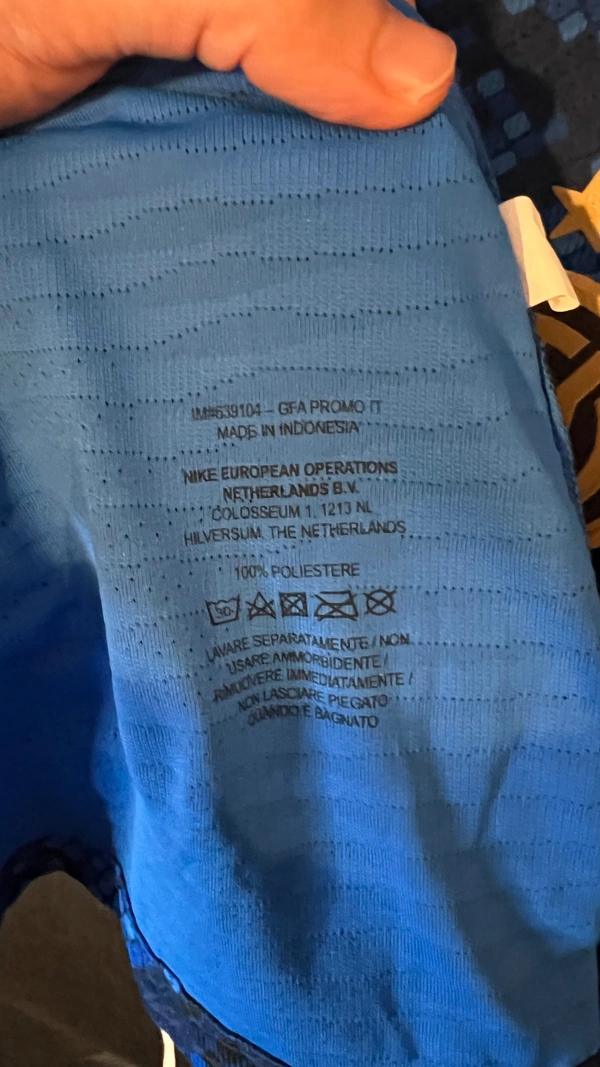 IM#639104 – GFA PROMO IT
MADE IN INDONESIA
NIKE EUROPEAN OPERATIONS
NETHERLANDS B.V.
COLOSSEUM 1, 1213 NL
HILVERSUM, THE NETHERLANDS
100% POLIESTERE
30
LAVARE SEPARATAMENTE / NON
USARE AMMORBIDENTE /
RIMUOVERE IMMEDIATAMENTE /
NON LASCIARE PIEGATO
QUANDO È BAGNATO